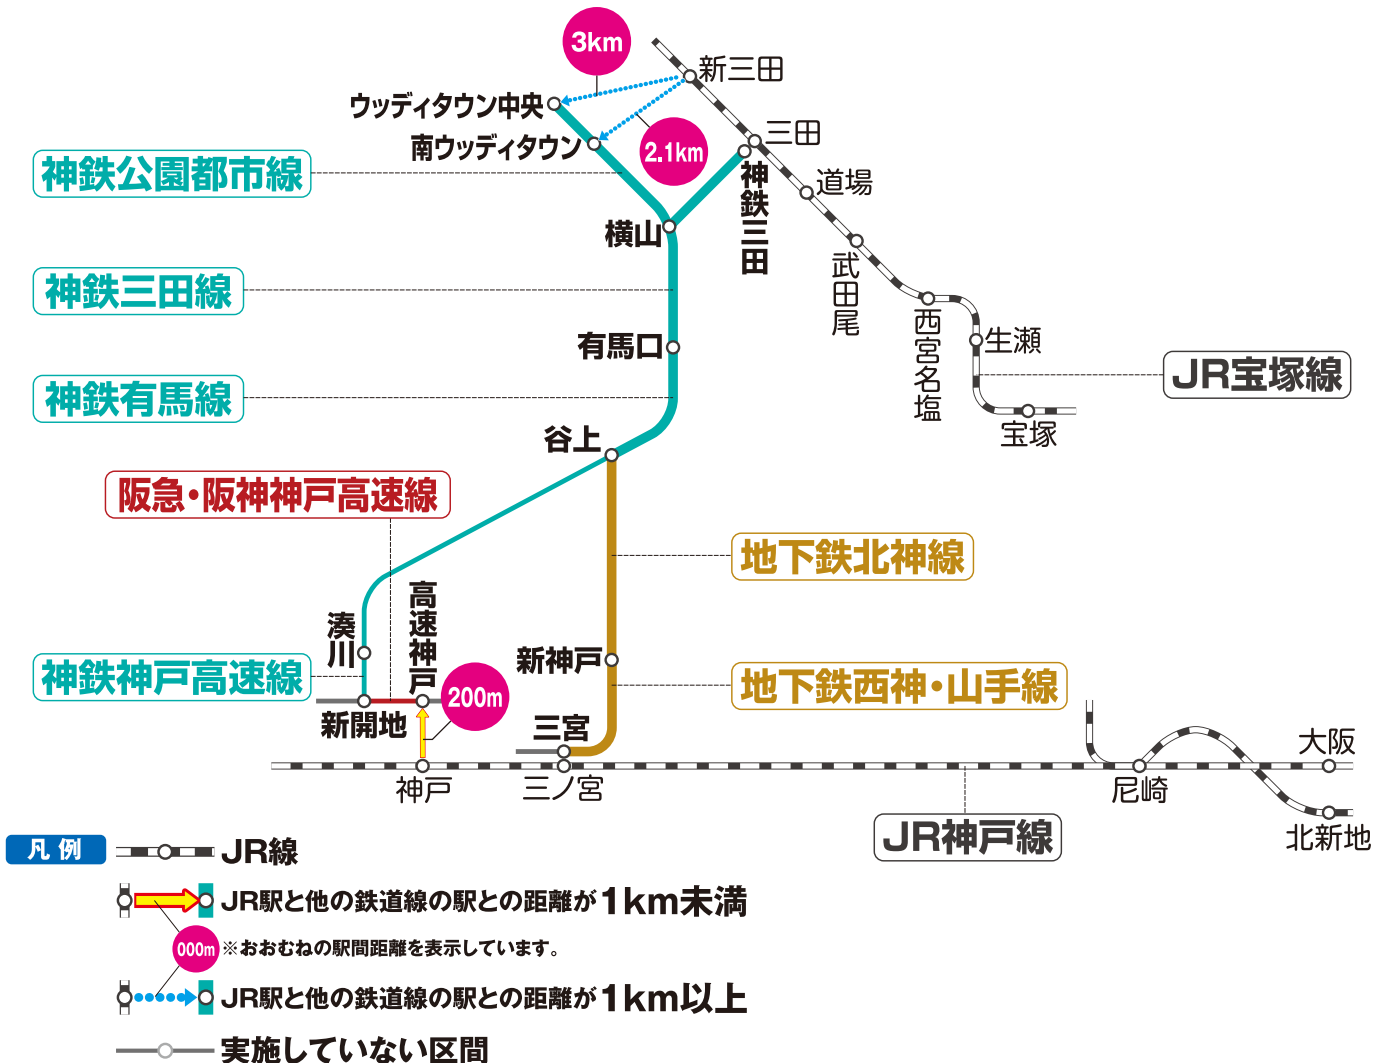 3km
新三田
ウッディタウン中央
三田
南ウッディタウン
2.1km
神鉄公園都市線
神鉄三田
道場
横山
武田尾
神鉄三田線
西宮名塩
生瀬
有馬口
JR宝塚線
神鉄有馬線
宝塚
谷上
阪急・阪神神戸高速線
地下鉄北神線
高速神戸
湊川
新神戸
神鉄神戸高速線
200m
地下鉄西神・山手線
新開地
三宮
大阪
神戸
三ノ宮
尼崎
JR神戸線
北新地
凡例
JR線
JR駅と他の鉄道線の駅との距離が1km未満
000m
※おおむねの駅間距離を表示しています。
JR駅と他の鉄道線の駅との距離が1km以上
実施していない区間